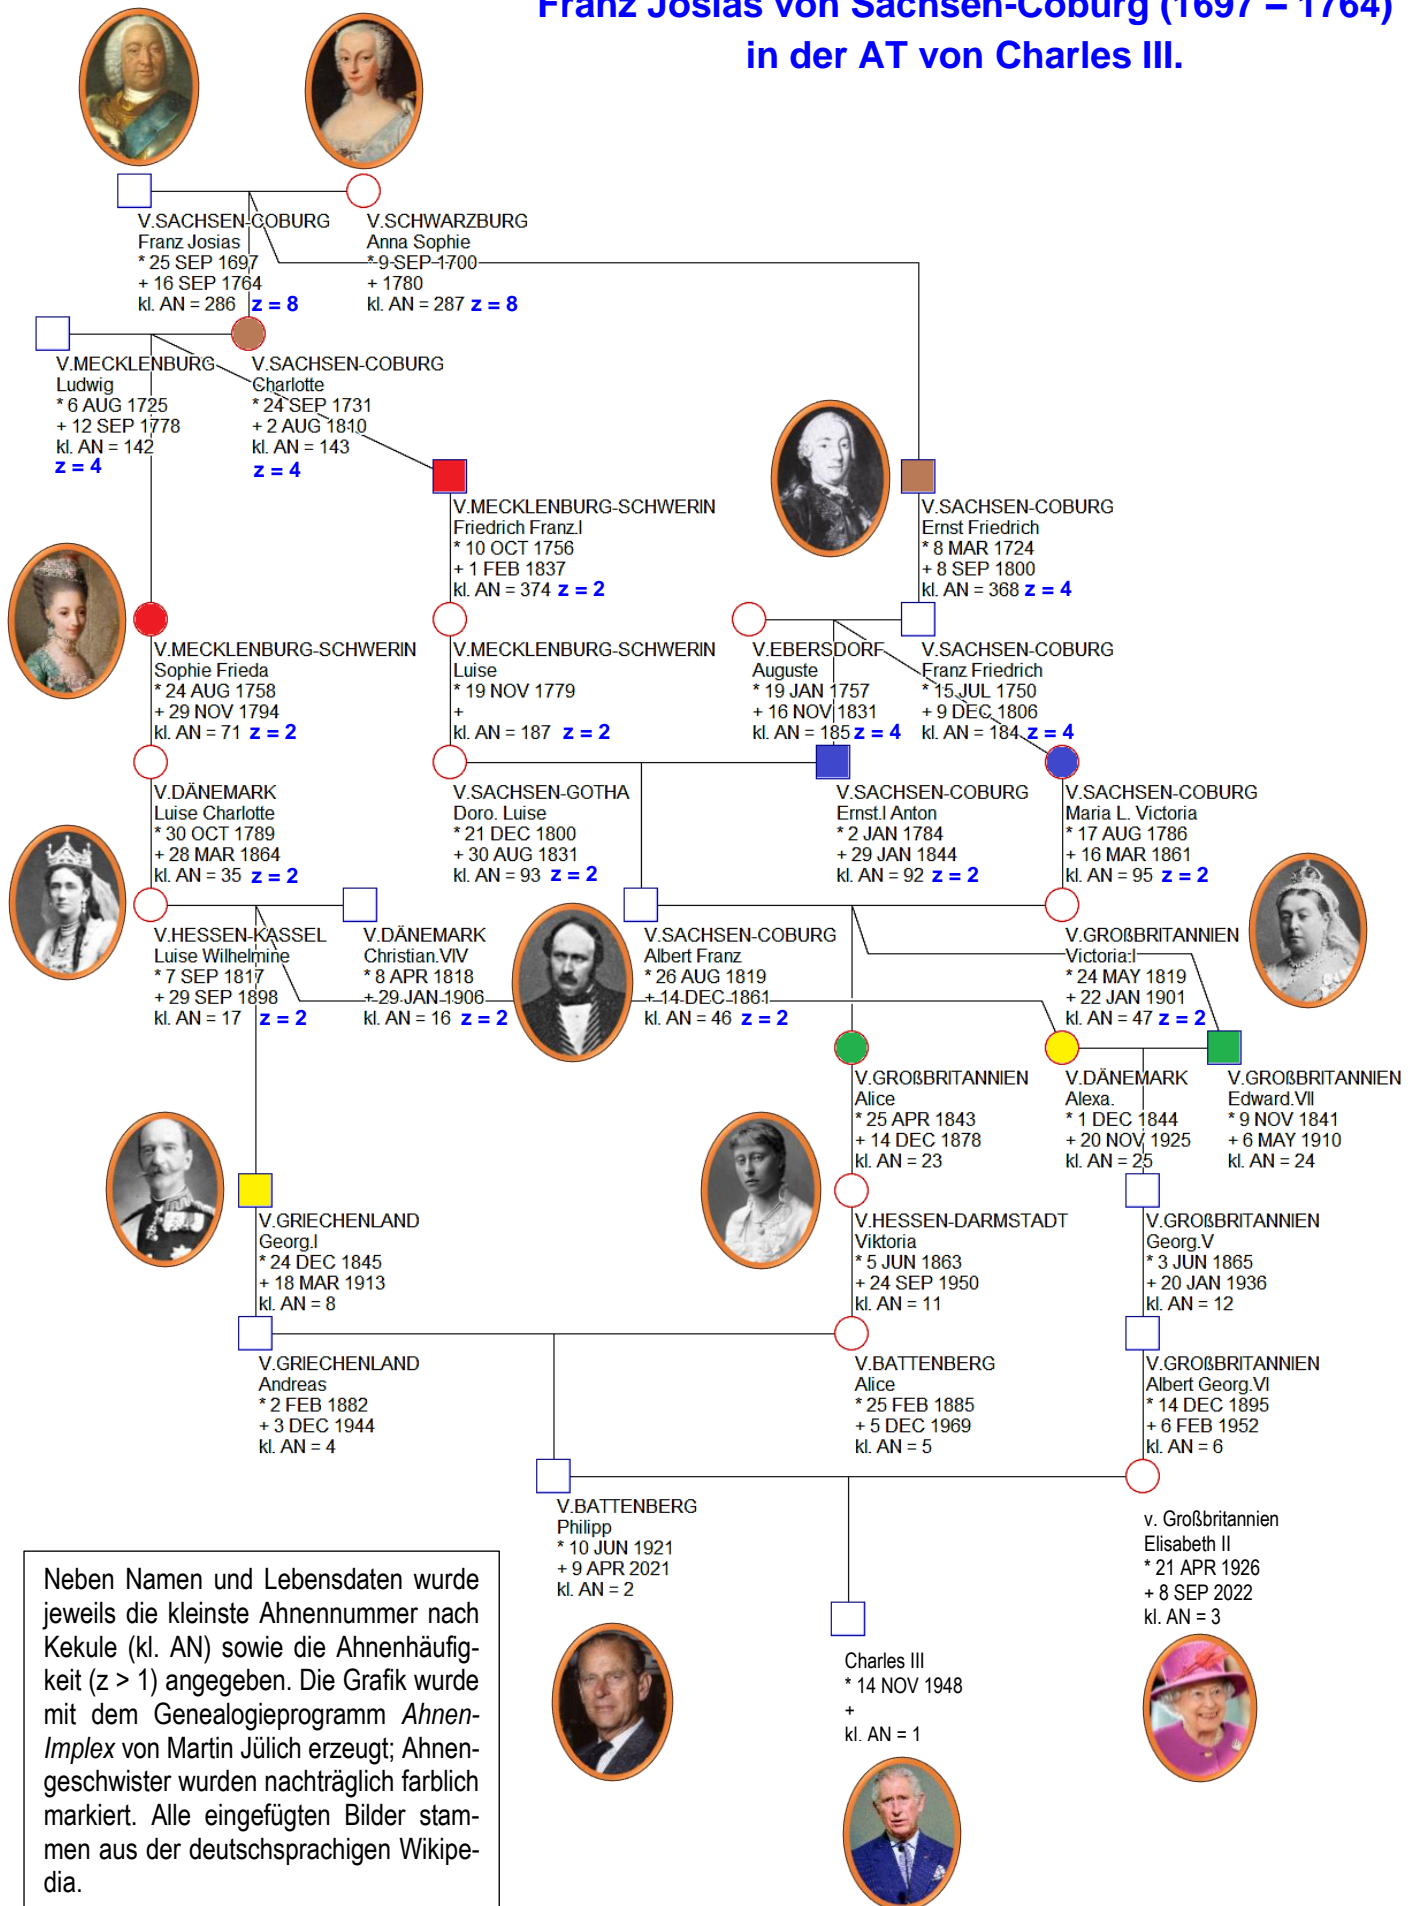 Franz Josias von Sachsen-Coburg (1697 – 1764)
in der AT von Charles III.
V.SACHSEN-COBURG
Franz Josias
* 25 SEP 1697
+ 16 SEP 1764
kl. AN = 286 z = 8
V.SCHWARZBURG
Anna Sophie
* 9 SEP 1700
+ 1780
kl. AN = 287 z = 8
V.MECKLENBURG
Ludwig
* 6 AUG 1725
+ 12 SEP 1778
kl. AN = 142
z = 4
V.SACHSEN-COBURG
Charlotte
* 24 SEP 1731
+ 2 AUG 1810
kl. AN = 143
z = 4
V.MECKLENBURG-SCHWERIN
Friedrich Franz.I
* 10 OCT 1756
+ 1 FEB 1837
kl. AN = 374 z = 2
V.SACHSEN-COBURG
Ernst Friedrich
* 8 MAR 1724
+ 8 SEP 1800
kl. AN = 368 z = 4
V.MECKLENBURG-SCHWERIN
Sophie Frieda
* 24 AUG 1758
+ 29 NOV 1794
kl. AN = 71 z = 2
V.MECKLENBURG-SCHWERIN
Luise
* 19 NOV 1779
+
kl. AN = 187 z = 2
V.EBERSDORF
Auguste
* 19 JAN 1757
+ 16 NOV 1831
kl. AN = 185 z = 4
V.SACHSEN-COBURG
Franz Friedrich
* 15 JUL 1750
+ 9 DEC 1806
kl. AN = 184 z = 4
V.DÄNEMARK
Luise Charlotte
* 30 OCT 1789
+ 28 MAR 1864
kl. AN = 35 z = 2
V.SACHSEN-GOTHA
Doro. Luise
* 21 DEC 1800
+ 30 AUG 1831
kl. AN = 93 z = 2
V.SACHSEN-COBURG
Ernst.I Anton
* 2 JAN 1784
+ 29 JAN 1844
kl. AN = 92 z = 2
V.SACHSEN-COBURG
Maria L. Victoria
* 17 AUG 1786
+ 16 MAR 1861
kl. AN = 95 z = 2
V.HESSEN-KASSEL
Luise Wilhelmine
* 7 SEP 1817
+ 29 SEP 1898
kl. AN = 17 z = 2
V.DÄNEMARK
Christian.VIV
* 8 APR 1818
+ 29 JAN 1906
kl. AN = 16 z = 2
V.SACHSEN-COBURG
Albert Franz
* 26 AUG 1819
+ 14 DEC 1861
kl. AN = 46 z = 2
V.GROßBRITANNIEN
Victoria.I
* 24 MAY 1819
+ 22 JAN 1901
kl. AN = 47 z = 2
V.GROßBRITANNIEN
Alice
* 25 APR 1843
+ 14 DEC 1878
kl. AN = 23
V.DÄNEMARK
Alexa.
* 1 DEC 1844
+ 20 NOV 1925
kl. AN = 25
V.GROßBRITANNIEN
Edward.VII
* 9 NOV 1841
+ 6 MAY 1910
kl. AN = 24
V.GRIECHENLAND
Georg.I
* 24 DEC 1845
+ 18 MAR 1913
kl. AN = 8
V.HESSEN-DARMSTADT
Viktoria
* 5 JUN 1863
+ 24 SEP 1950
kl. AN = 11
V.GROßBRITANNIEN
Georg.V
* 3 JUN 1865
+ 20 JAN 1936
kl. AN = 12
V.GRIECHENLAND
Andreas
* 2 FEB 1882
+ 3 DEC 1944
kl. AN = 4
V.BATTENBERG
Alice
* 25 FEB 1885
+ 5 DEC 1969
kl. AN = 5
V.GROßBRITANNIEN
Albert Georg.VI
* 14 DEC 1895
+ 6 FEB 1952
kl. AN = 6
V.BATTENBERG
Philipp
* 10 JUN 1921
+ 9 APR 2021
kl. AN = 2
v. Großbritannien
Elisabeth II
* 21 APR 1926
+ 8 SEP 2022
kl. AN = 3
Charles III
* 14 NOV 1948
+
kl. AN = 1
Neben Namen und Lebensdaten wurde
jeweils die kleinste Ahnennummer nach
Kekule (kl. AN) sowie die Ahnenhäufig-
keit (z > 1) angegeben. Die Grafik wurde
mit dem Genealogieprogramm Ahnen-
Implex von Martin Jülich erzeugt; Ahnen-
geschwister wurden nachträglich farblich
markiert. Alle eingefügten Bilder stam-
men aus der deutschsprachigen Wikipe-
dia.